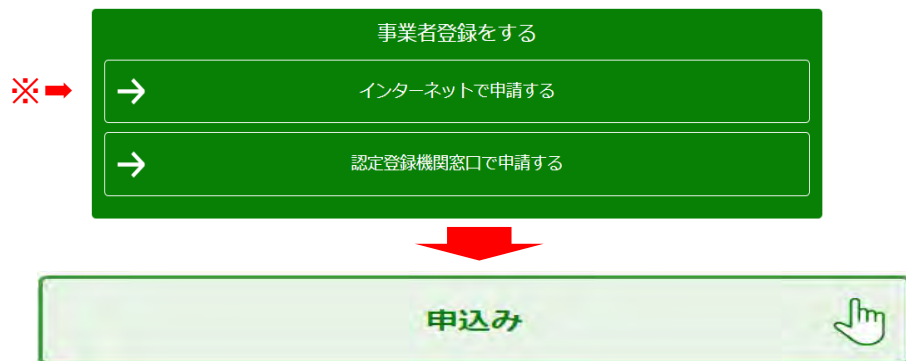 事業者登録をする
※➡ → インターネットで申請する
→ 認定登録機関窓口で申請する
申込み